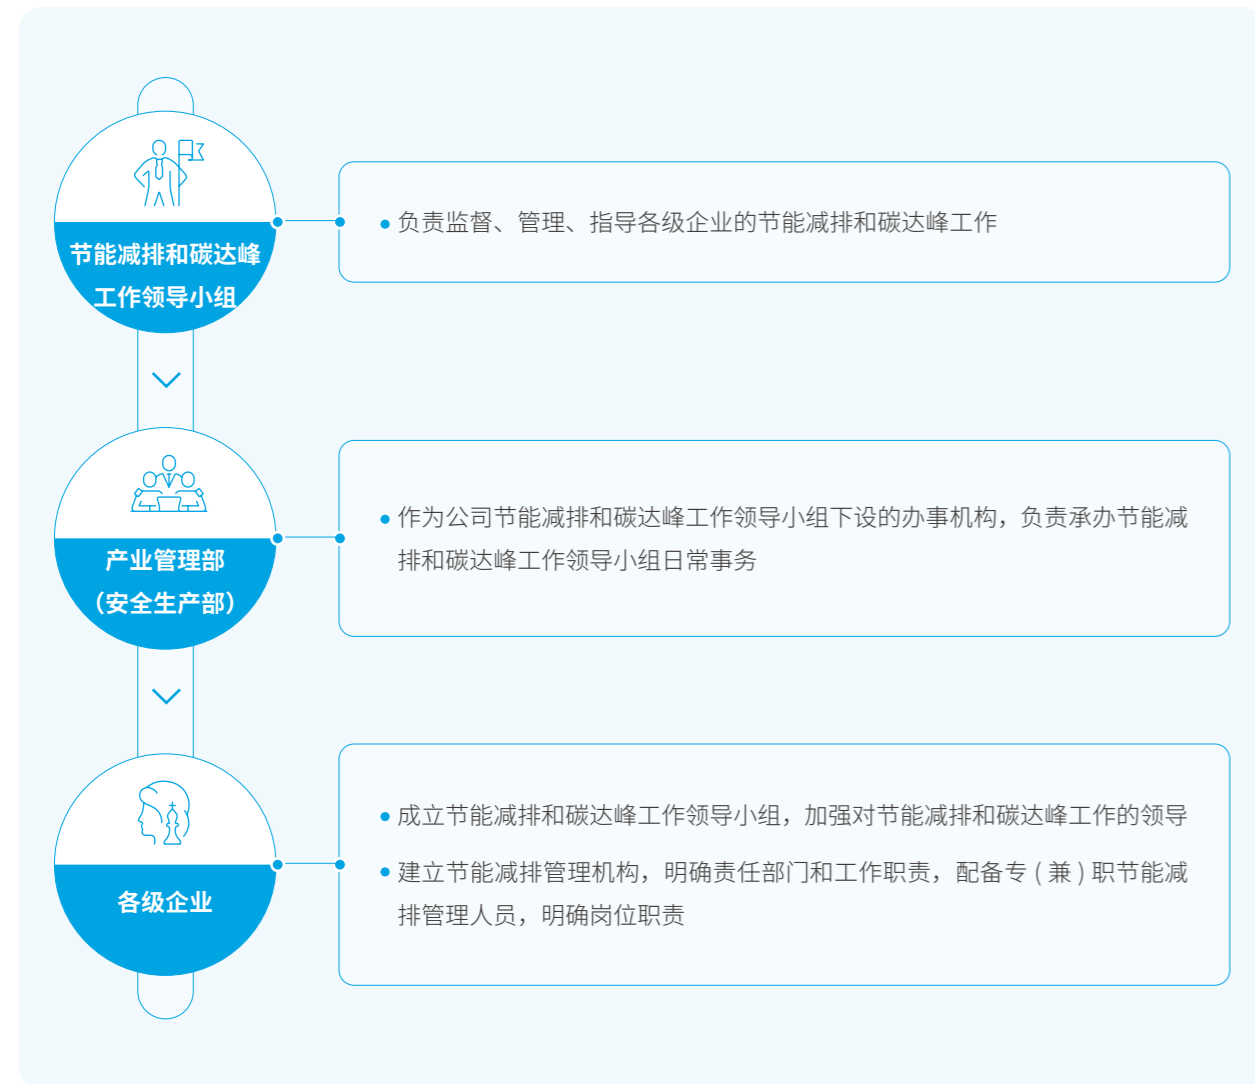 节能减排和碳达峰
工作领导小组
● 负责监督、管理、指导各级企业的节能减排和碳达峰工作
产业管理部
（安全生产部）
● 作为公司节能减排和碳达峰工作领导小组下设的办事机构，负责承办节能减
排和碳达峰工作领导小组日常事务
各级企业
● 成立节能减排和碳达峰工作领导小组，加强对节能减排和碳达峰工作的领导
● 建立节能减排管理机构，明确责任部门和工作职责，配备专 ( 兼 ) 职节能减
排管理人员，明确岗位职责